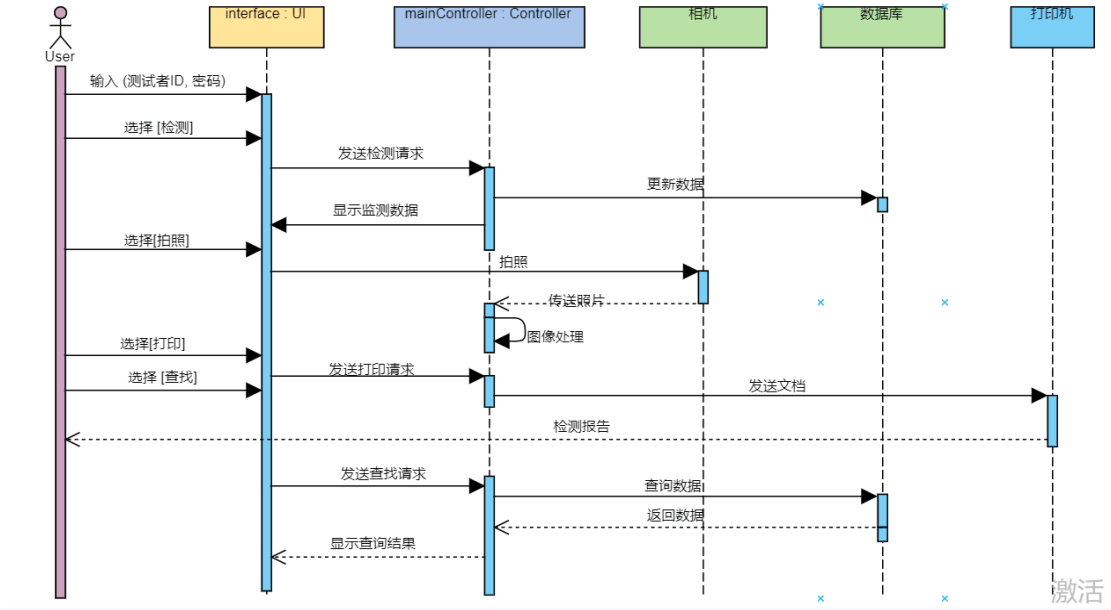 interface : UI
mainController : Controller
相机
数据库
打印机
User
输入 (测试者ID, 密码)
选择 [检测]
发送检测请求
更新数据
显示监测数据
选择[拍照]
拍照
传送照片
图像处理
选择[打印]
发送打印请求
选择 [查找]
发送文档
检测报告
发送查找请求
查询数据
返回数据
显示查询结果
激活